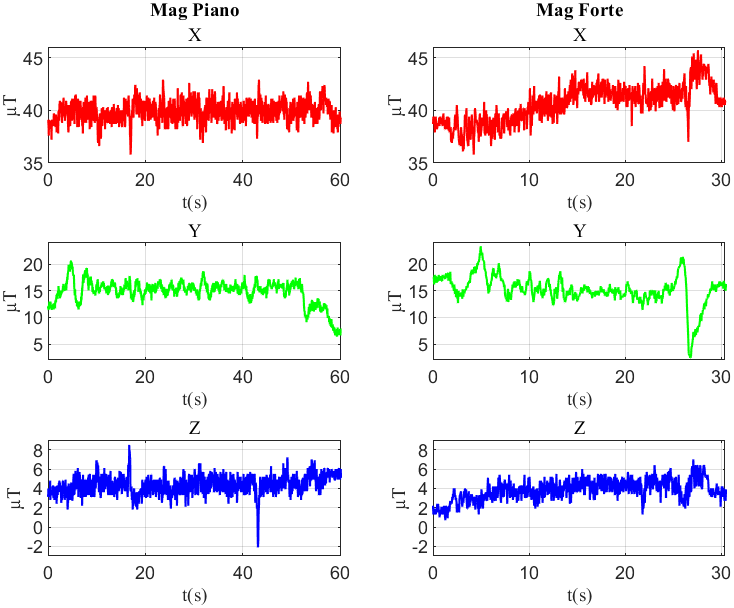 Mag Piano Mag Forte
X X
45 45
40 40
35 35
μT μT
0 20 40 60 0 10 20 30
t(s) t(s)
Y Y
20 20
15 15
10 10
5 5
μT μT
0 20 40 60 0 10 20 30
t(s) t(s)
Z Z
8 8
6 6
4 4
2 2
0 0
-2 -2
μT μT
0 20 40 60 0 10 20 30
t(s) t(s)